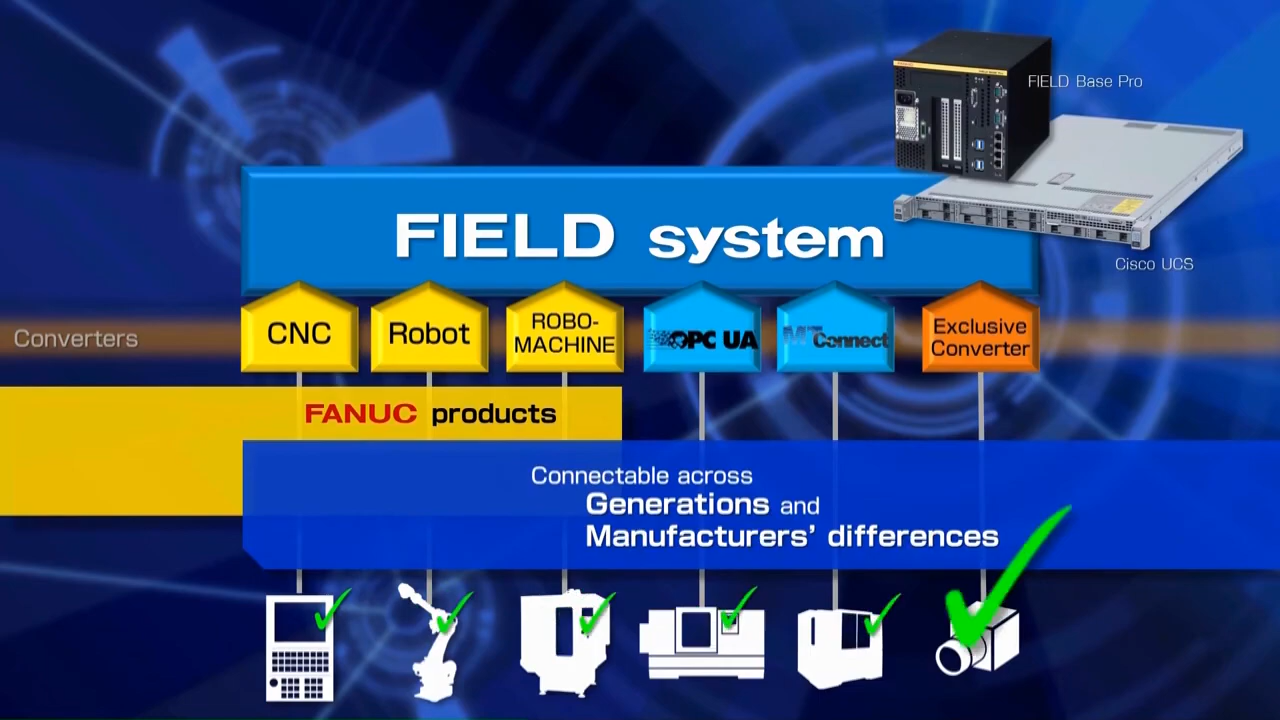 FIELD Base Pro
FIELD system
Cisco UCS
Converters
CNC
Robot
ROBO-
MACHINE
OPC UA
MTConnect
Exclusive
Converter
FANUC products
Connectable across
Generations and
Manufacturers’ differences